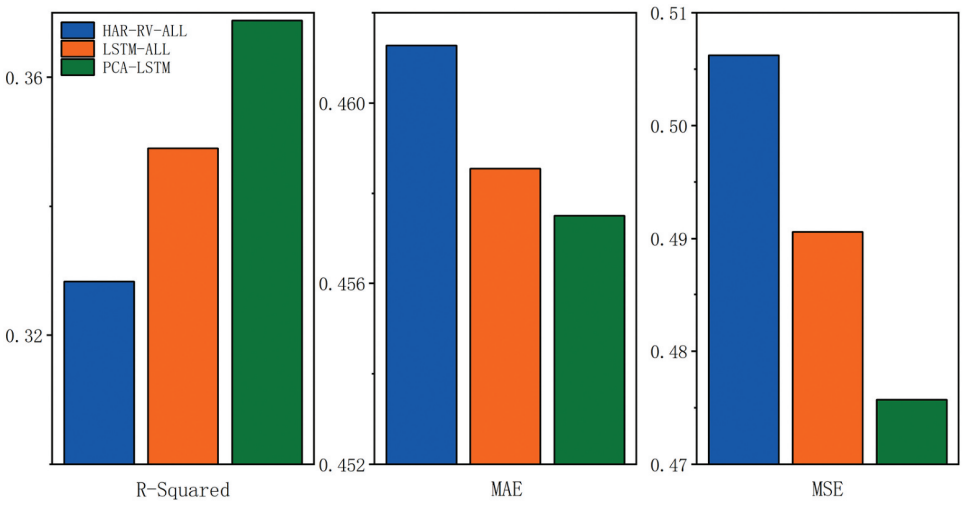 HAR-RV-ALL
LSTM-ALL
PCA-LSTM
0.36
0.32
R-Squared
0.460
0.456
0.452
MAE
0.51
0.50
0.49
0.48
0.47
MSE